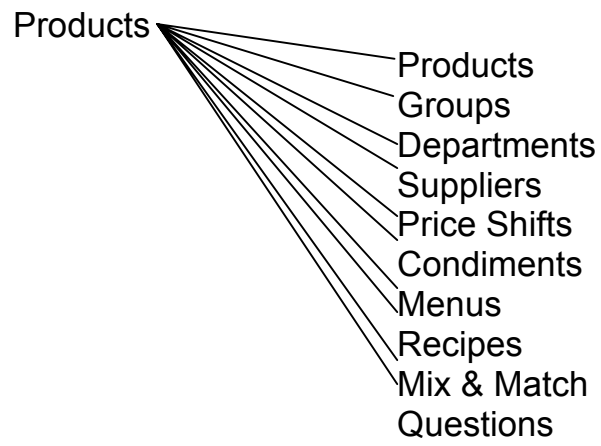 Products
Products
Groups
Departments
Suppliers
Price Shifts
Condiments
Menus
Recipes
Mix & Match
Questions